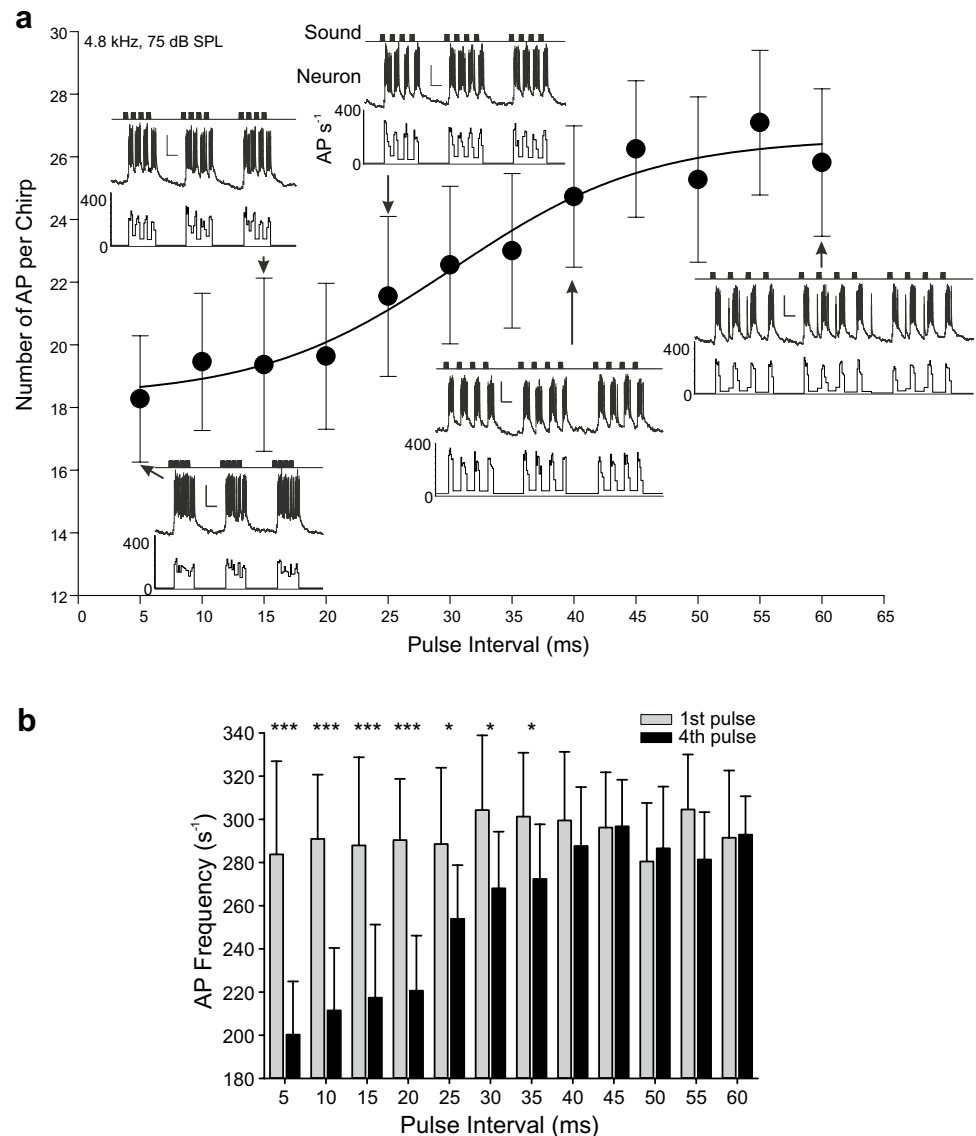 a
4.8 kHz, 75 dB SPL
Sound
Neuron
Number of AP per Chirp
30
28
26
24
22
20
18
16
14
12
400
0
400
AP s⁻¹
0
400
0
400
0
400
0
0 5 10 15 20 25 30 35 40 45 50 55 60 65
Pulse Interval (ms)
b
*** *** *** *** * * *
1st pulse
4th pulse
AP Frequency (s⁻¹)
340
320
300
280
260
240
220
200
180
5 10 15 20 25 30 35 40 45 50 55 60
Pulse Interval (ms)